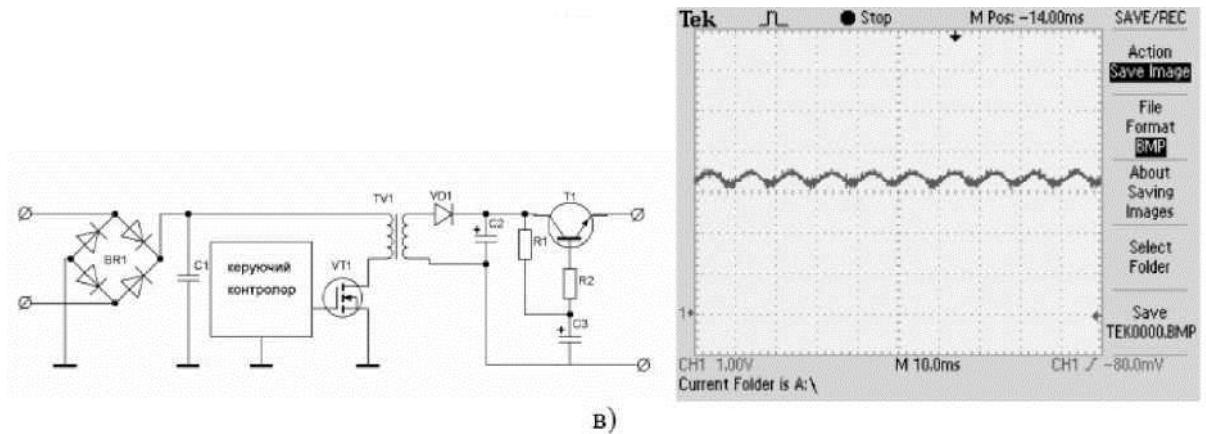 Tek
Stop
M Pos: -14.00ms
SAVE/REC
Action
Save Image
File
Format
BMP
About
Saving
Images
Select
Folder
Save
TEK0000.BMP
1
CH1 1.00V
M 10.0ms
CH1
-80.0mV
Current Folder is A:\
BR1
C1
керуючий
контролор
VT1
TV1
VD1
C2
R1
T1
R2
C3
в)